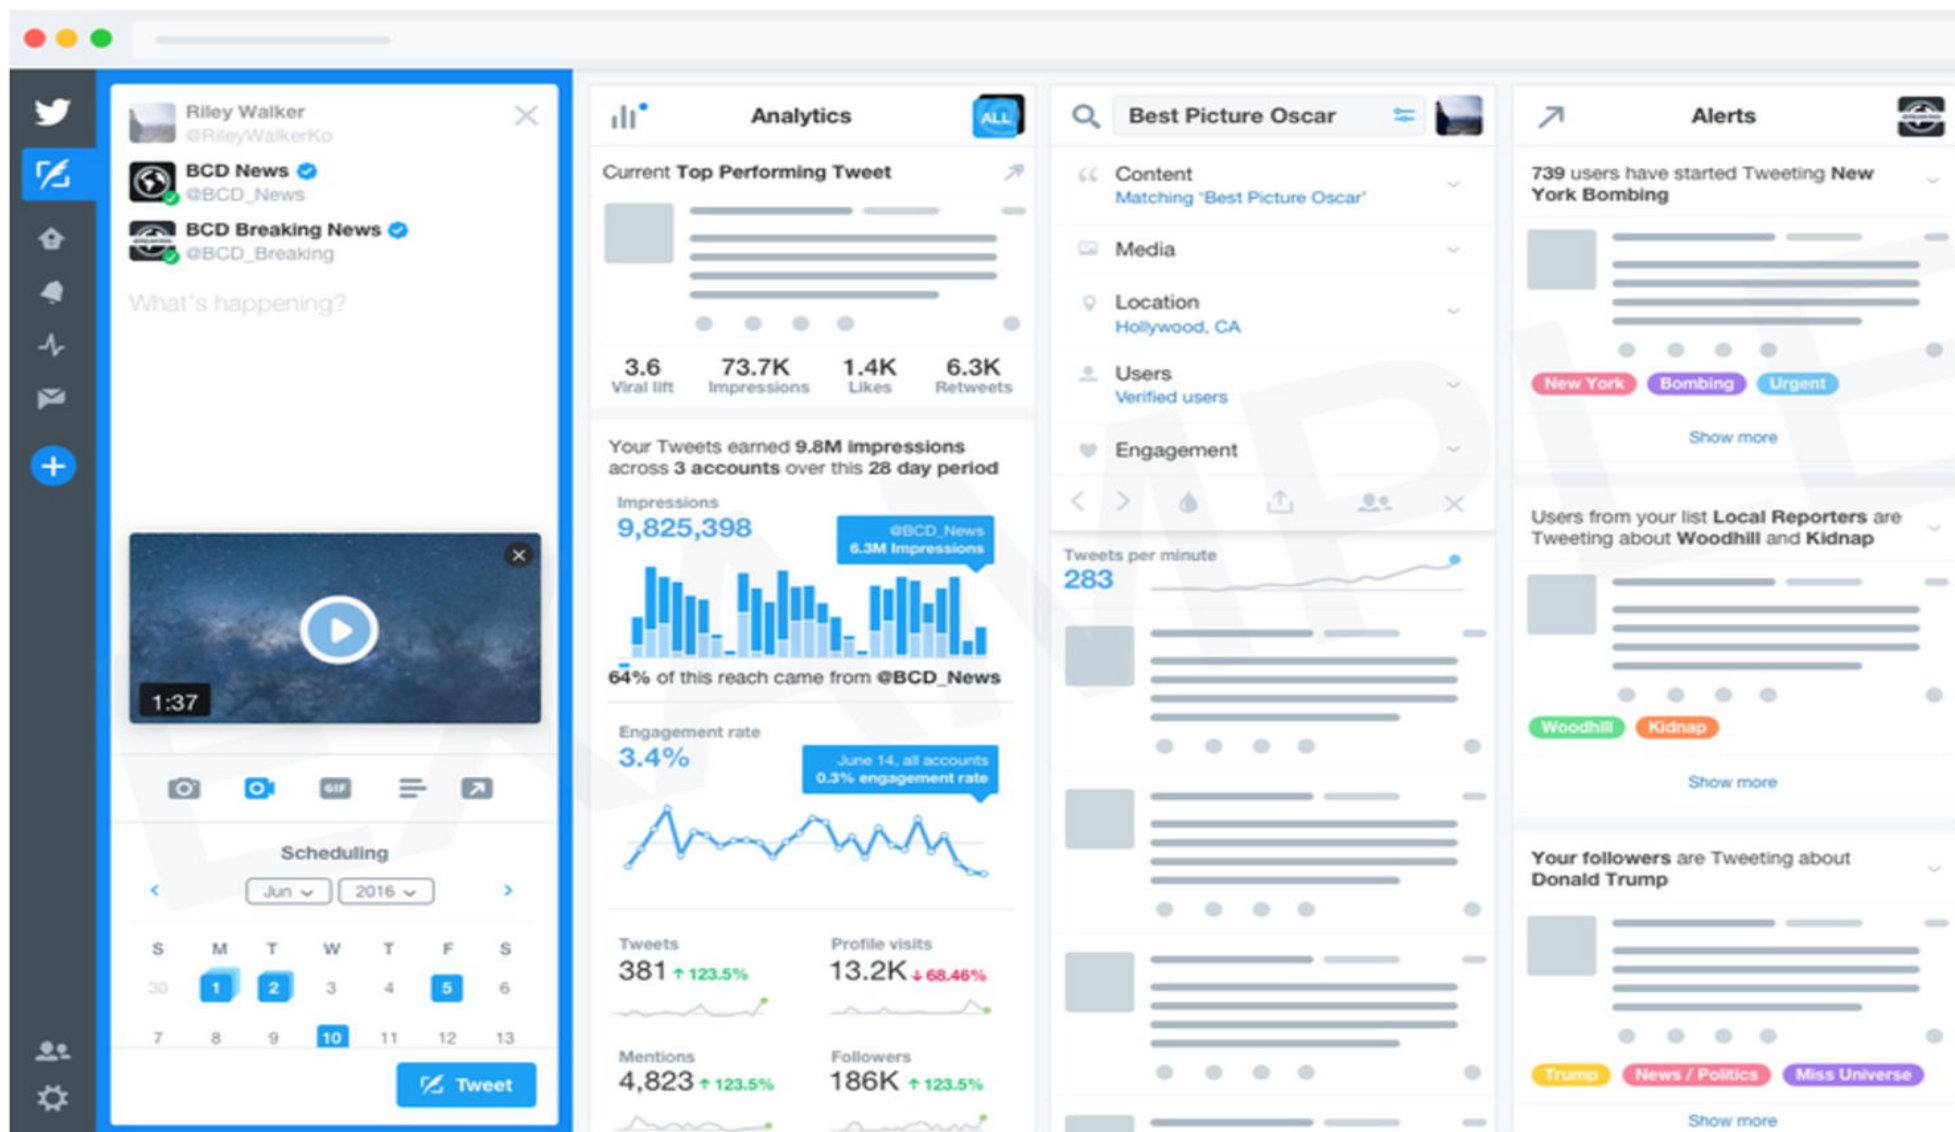 Riley Walker
@RileyWalkerKo
BCD News
@BCD_News
BCD Breaking News
@BCD_Breaking
What's happening?
1:37
GIF
Scheduling
Jun
2016
S M T W T F S
30 1 2 3 4 5 6
7 8 9 10 11 12 13
Tweet
Analytics
ALL
Current Top Performing Tweet
3.6 73.7K 1.4K 6.3K
Viral lift Impressions Likes Retweets
Your Tweets earned 9.8M impressions
across 3 accounts over this 28 day period
Impressions
9,825,398
@BCD_News
6.3M Impressions
64% of this reach came from @BCD_News
Engagement rate
3.4%
June 14, all accounts
0.3% engagement rate
Tweets
381 ↑ 123.5%
Profile visits
13.2K ↓ 68.46%
Mentions
4,823 ↑ 123.5%
Followers
186K ↑ 123.5%
Best Picture Oscar
Content
Matching "Best Picture Oscar'
Media
Location
Hollywood, CA
Users
Verified users
Engagement
Tweets per minute
283
Alerts
739 users have started Tweeting New
York Bombing
New York Bombing Urgent
Show more
Users from your list Local Reporters are
Tweeting about Woodhill and Kidnap
Woodhill Kidnap
Show more
Your followers are Tweeting about
Donald Trump
Trump News / Politics Miss Universe
Show more
EXAMPLE